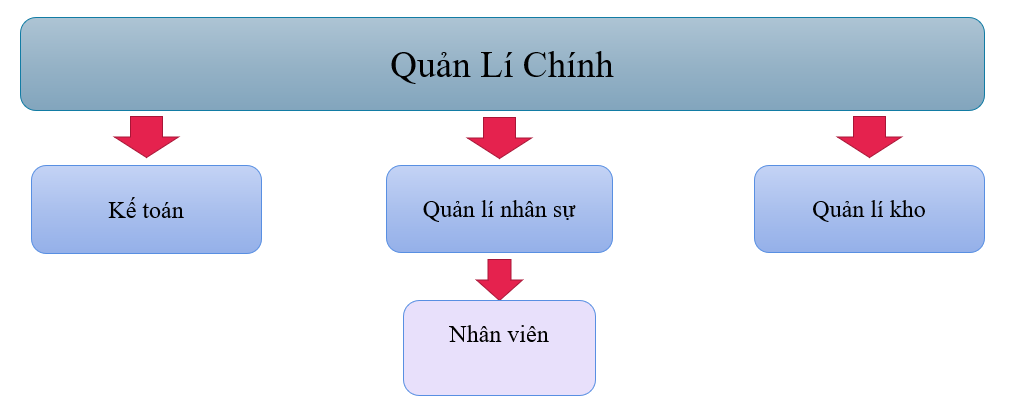 Quản Lí Chính
Kế toán
Quản lí nhân sự
Quản lí kho
Nhân viên